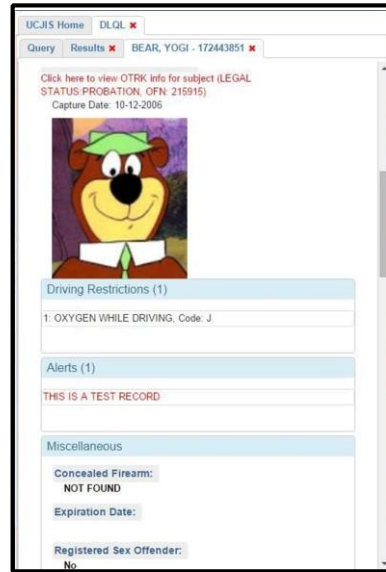 UCJIS Home DLQL ×
Query Results × BEAR, YOGI - 172443851 ×
Click here to view OTRK info for subject (LEGAL
STATUS:PROBATION, OFN: 215915)
Capture Date: 10-12-2006
Driving Restrictions (1)
1: OXYGEN WHILE DRIVING, Code: J
Alerts (1)
THIS IS A TEST RECORD
Miscellaneous
Concealed Firearm:
NOT FOUND
Expiration Date:
Registered Sex Offender:
No